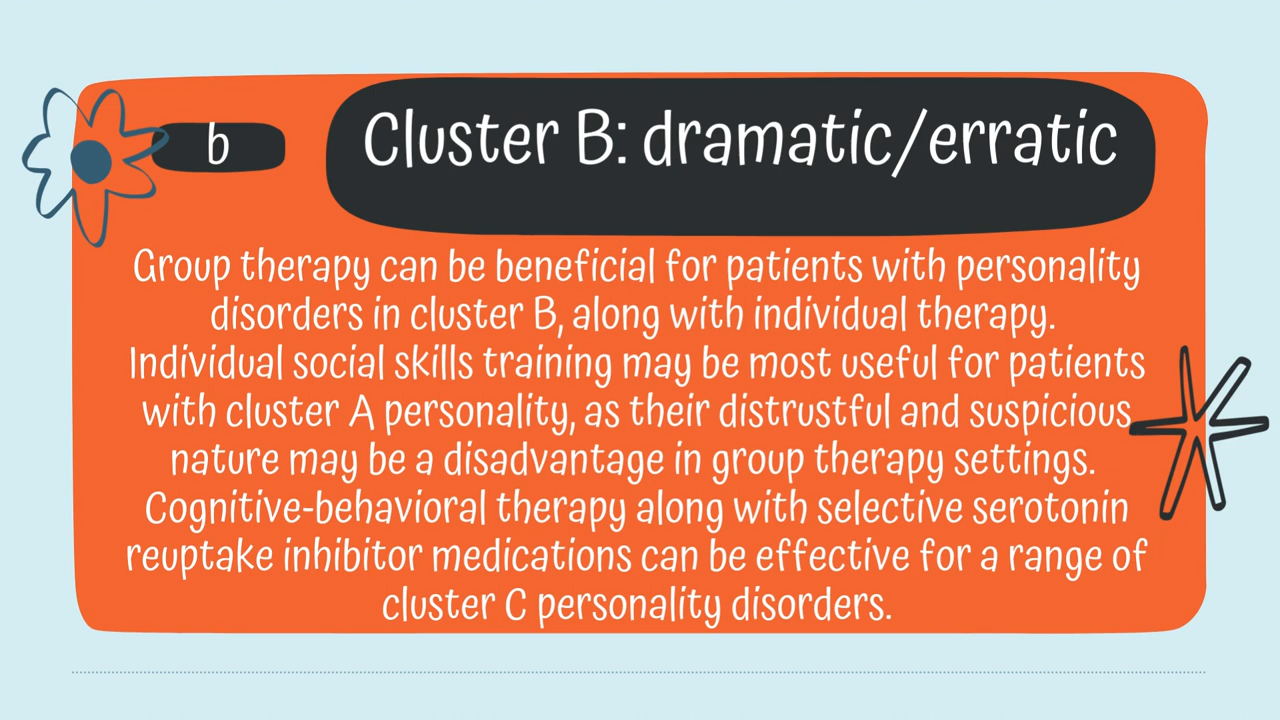 b
Cluster B: dramatic/erratic
Group therapy can be beneficial for patients with personality
disorders in cluster B, along with individual therapy.
Individual social skills training may be most useful for patients
with cluster A personality, as their distrustful and suspicious
nature may be a disadvantage in group therapy settings.
Cognitive-behavioral therapy along with selective serotonin
reuptake inhibitor medications can be effective for a range of
cluster C personality disorders.